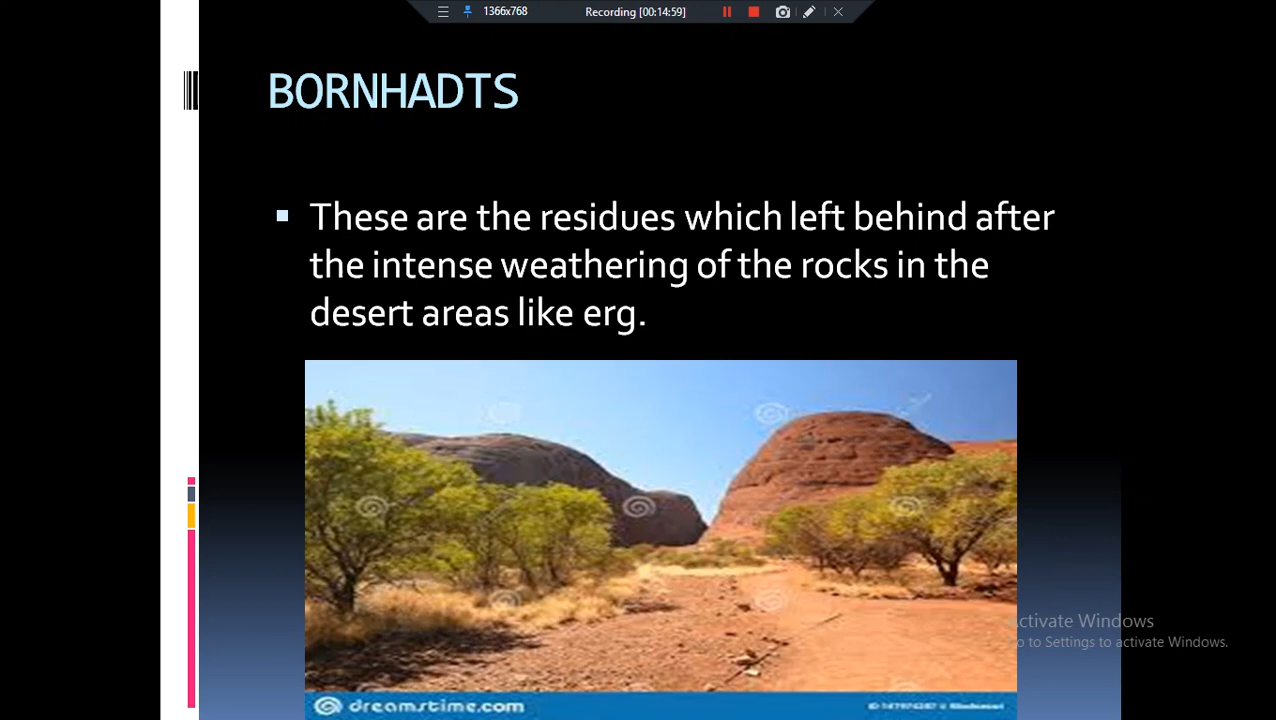 1366x768
Recording [00:14:59]
BORNHADTS
These are the residues which left behind after
the intense weathering of the rocks in the
desert areas like erg.
ctivate Windows
o to Settings to activate Windows.
dreamstime.com